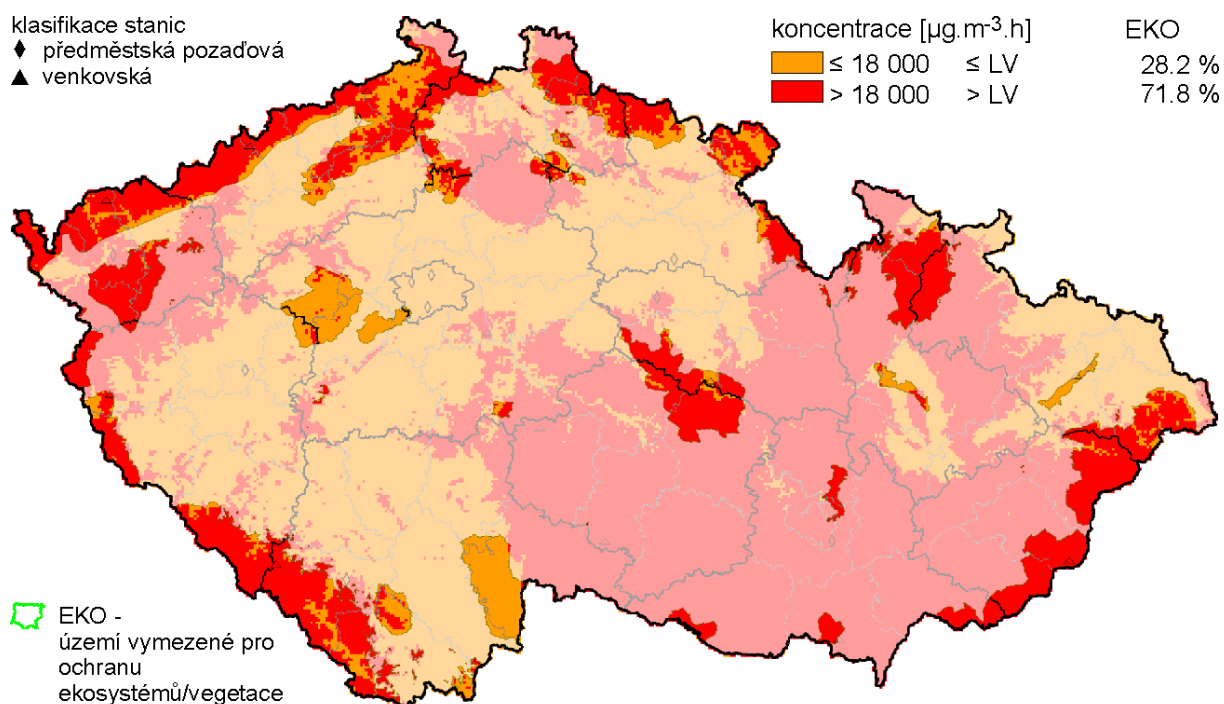 klasifikace stanic
předměstská pozaďová
venkovská
koncentrace [µg.m-3.h] EKO
≤ 18 000 ≤ LV 28.2 %
> 18 000 > LV 71.8 %
EKO -
území vymezené pro
ochranu
ekosystémů/vegetace